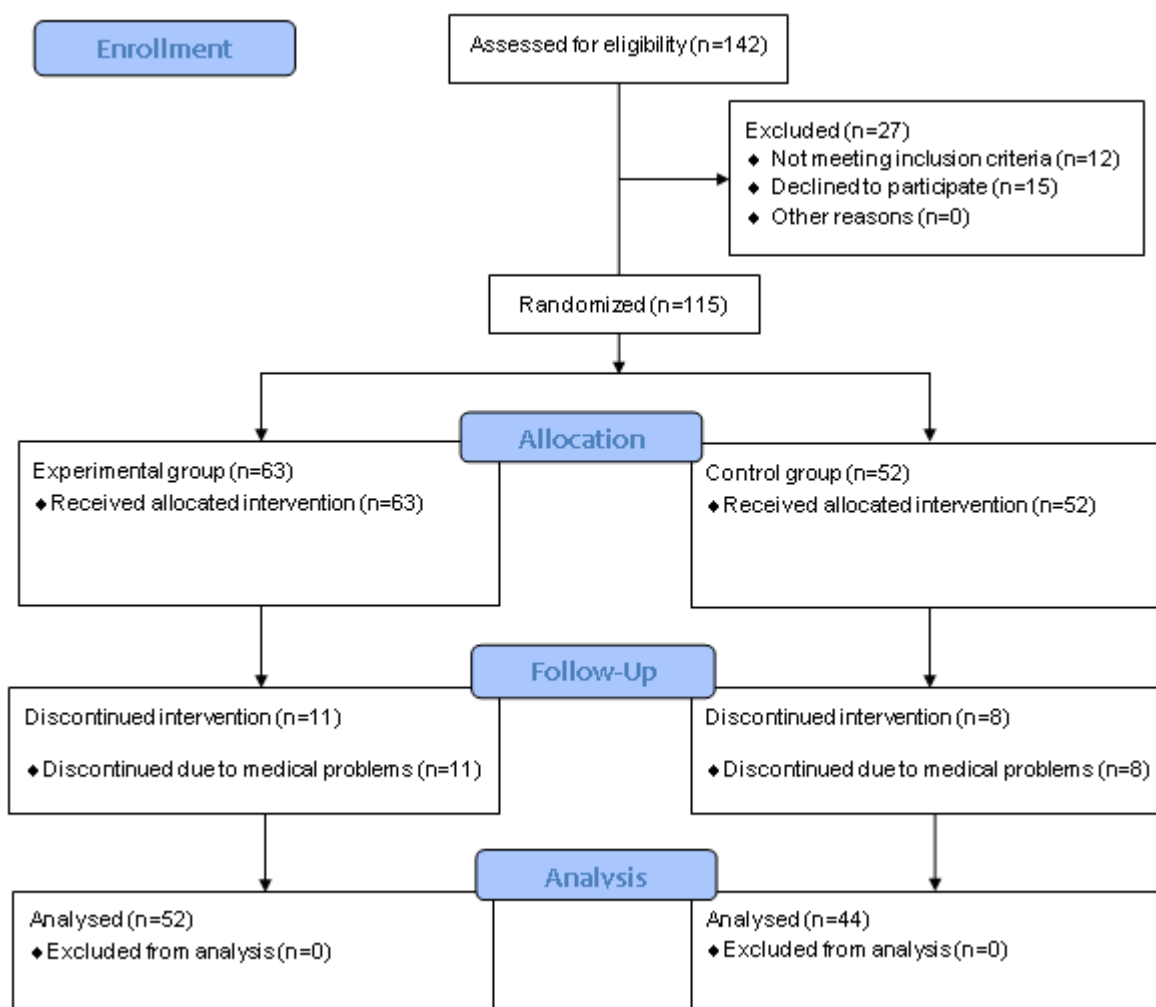 Enrollment
Assessed for eligibility (n=142)
Excluded (n=27)
◆ Not meeting inclusion criteria (n=12)
◆ Declined to participate (n=15)
◆ Other reasons (n=0)
Randomized (n=115)
Allocation
Experimental group (n=63)
◆ Received allocated intervention (n=63)
Control group (n=52)
◆ Received allocated intervention (n=52)
Follow-Up
Discontinued intervention (n=11)
◆ Discontinued due to medical problems (n=11)
Discontinued intervention (n=8)
◆ Discontinued due to medical problems (n=8)
Analysis
Analysed (n=52)
◆ Excluded from analysis (n=0)
Analysed (n=44)
◆ Excluded from analysis (n=0)